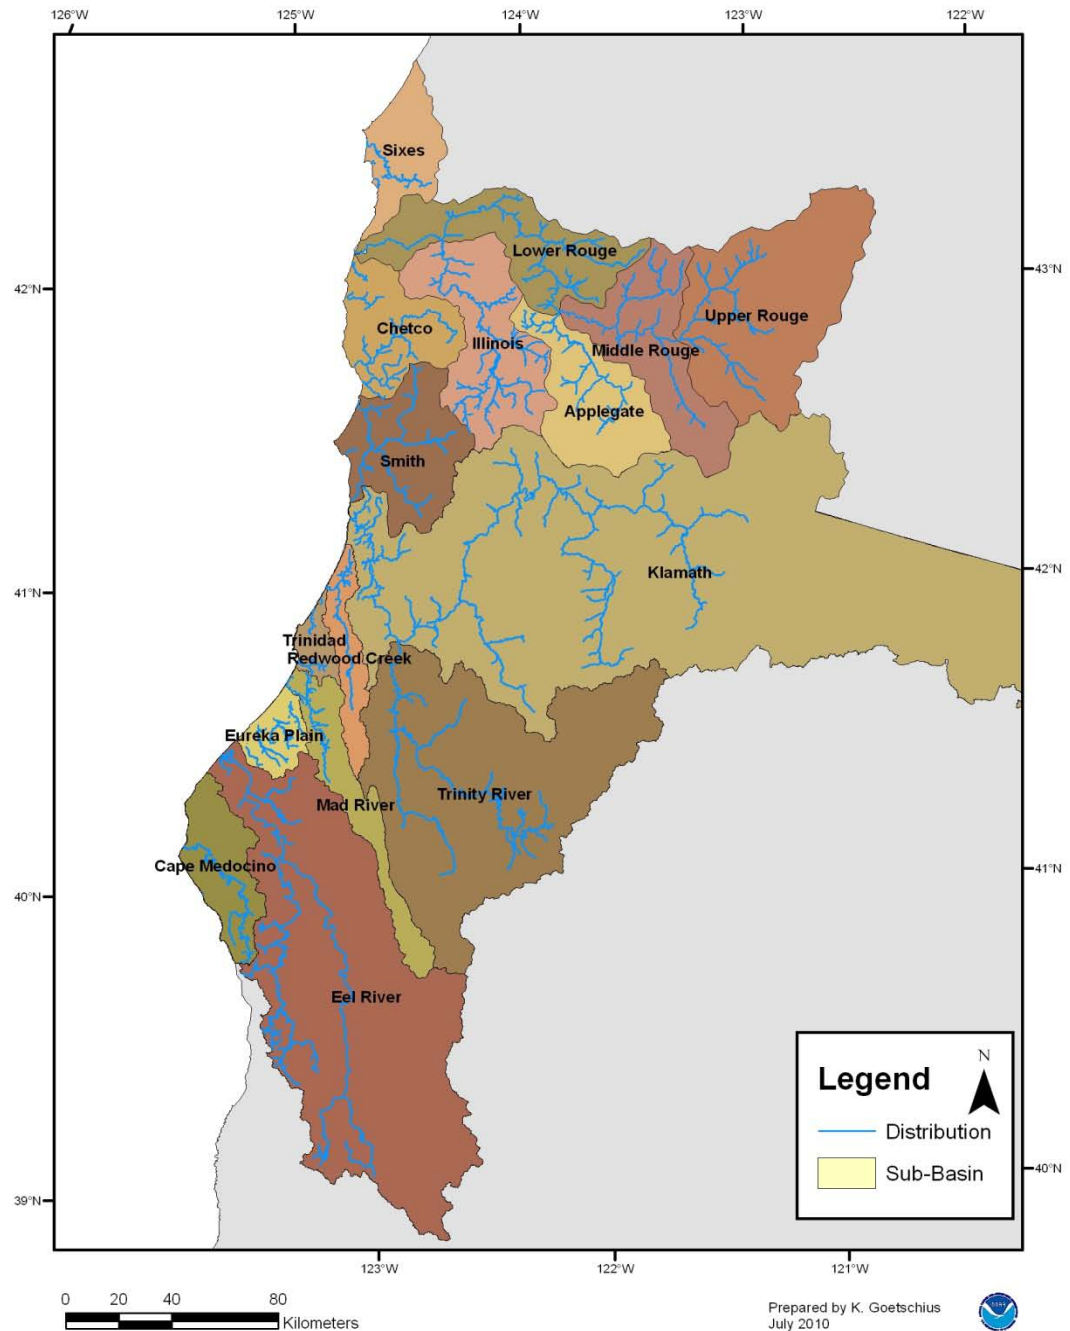 126°W 125°W 124°W 123°W 122°W
Sixes
Lower Rouge
43°N
42°N
Upper Rouge
Chetco
Illinois
Middle Rouge
Applegate
Smith
Klamath
42°N
41°N
Trinidad
Redwood Creek
Eureka Plain
Trinity River
Mad River
Cape Medocino
41°N
40°N
Eel River
Legend
N
Distribution
Sub-Basin
40°N
39°N
123°W 122°W 121°W
0 20 40 80
Kilometers
Prepared by K. Goetschius
July 2010
NOAA